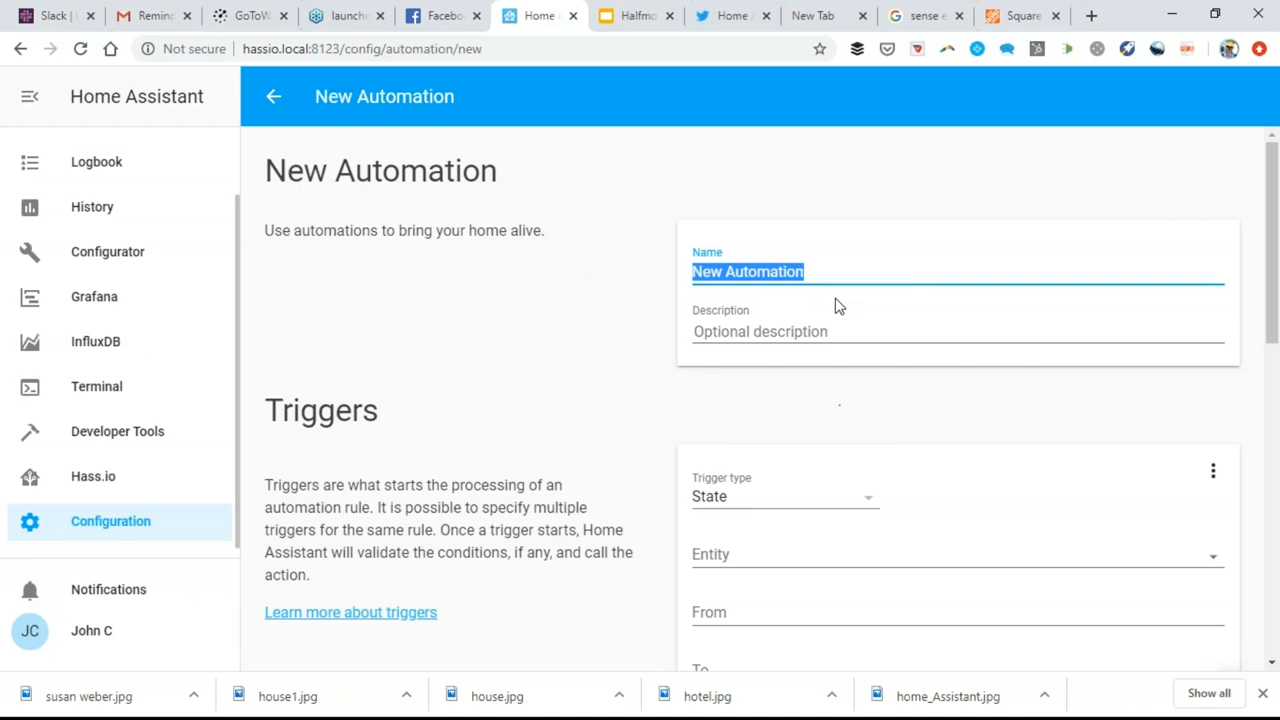 Slack |
Remind
GoToW
launche
Facebo
Home
Halfmo
Home
New Tab
sense e
Square
Not secure
hassio.local:8123/config/automation/new
Home Assistant
New Automation
Logbook
History
Configurator
Grafana
InfluxDB
Terminal
Developer Tools
Hass.io
Configuration
Notifications
JC
John C
New Automation
Use automations to bring your home alive.
Name
New Automation
Description
Optional description
Triggers
Triggers are what starts the processing of an
automation rule. It is possible to specify multiple
triggers for the same rule. Once a trigger starts, Home
Assistant will validate the conditions, if any, and call the
action.
Learn more about triggers
Trigger type
State
Entity
From
To
susan weber.jpg
house1.jpg
house.jpg
hotel.jpg
home_Assistant.jpg
Show all